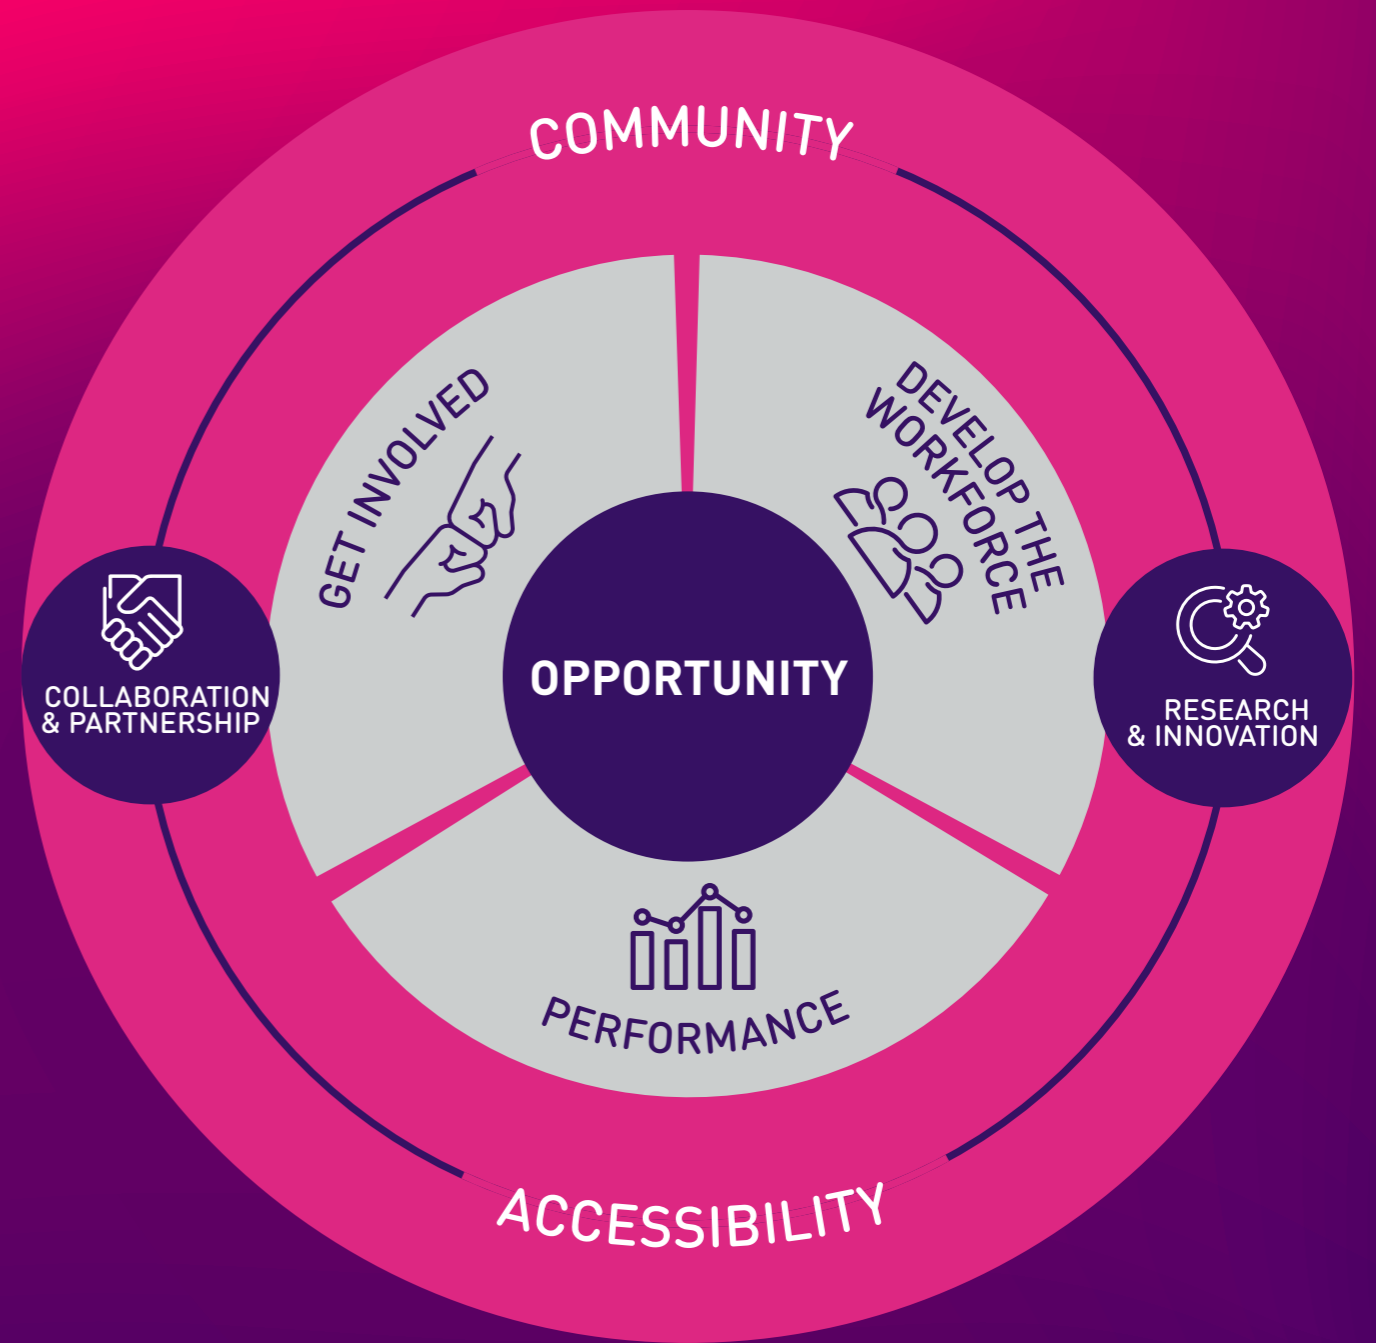 COMMUNITY
GET INVOLVED
DEVELOP THE
WORKFORCE
COLLABORATION
& PARTNERSHIP
OPPORTUNITY
RESEARCH
& INNOVATION
PERFORMANCE
ACCESSIBILITY